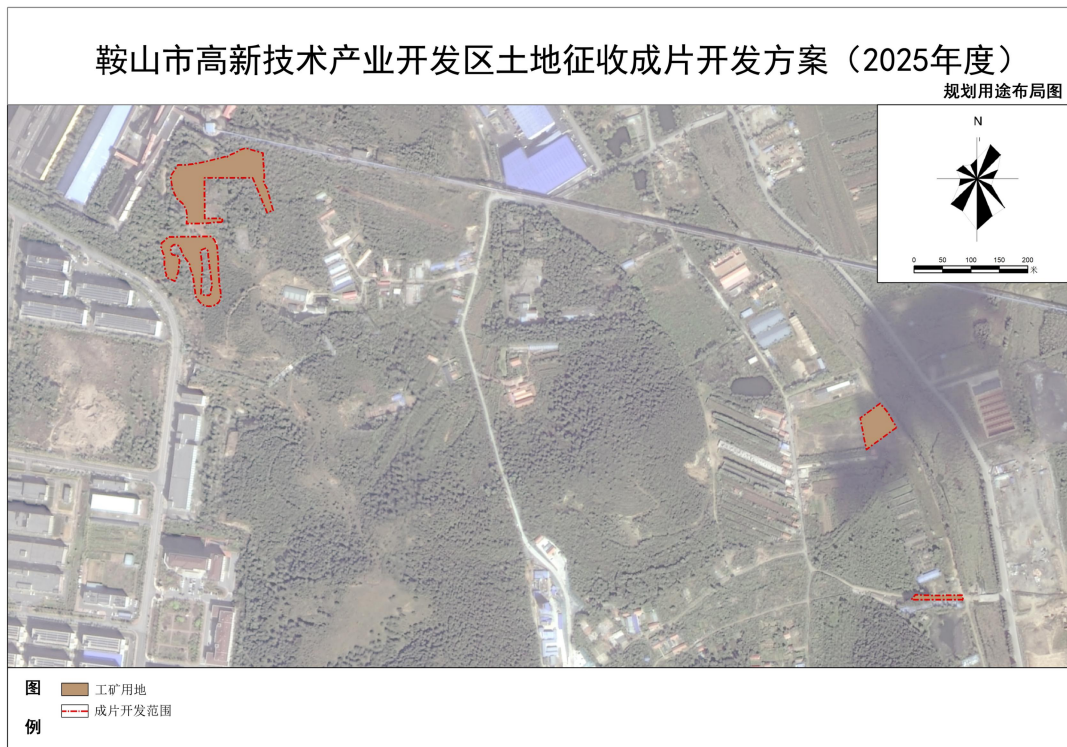 鞍山市高新技术产业开发区土地征收成片开发方案（2025年度）
规划用途布局图
N
0 50 100 150 200
米
图
例
工矿用地
成片开发范围